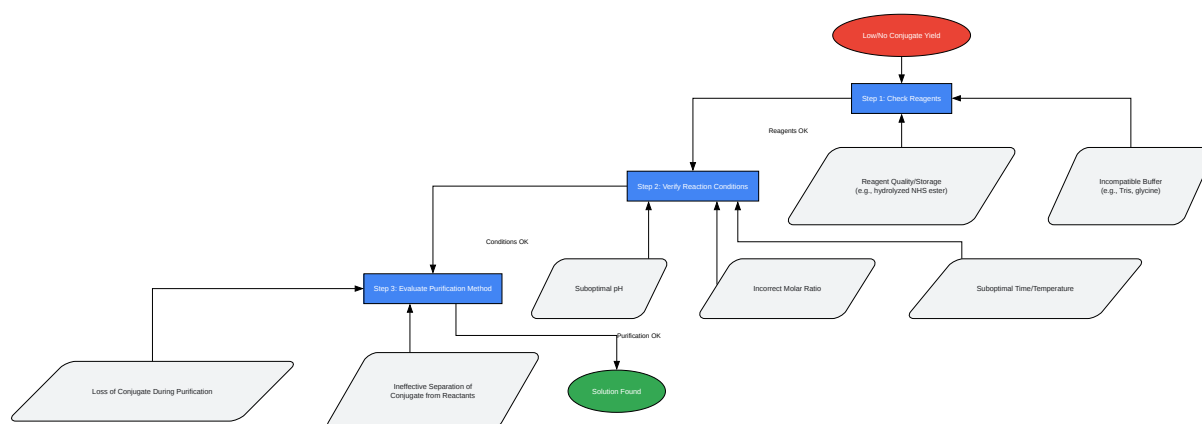 Low/No Conjugate Yield
Step 1: Check Reagents
Reagents OK
Reagent Quality/Storage
(e.g., hydrolyzed NHS ester)
Incompatible Buffer
(e.g., Tris, glycine)
Step 2: Verify Reaction Conditions
Conditions OK
Suboptimal pH
Incorrect Molar Ratio
Suboptimal Time/Temperature
Step 3: Evaluate Purification Method
Purification OK
Loss of Conjugate During Purification
Ineffective Separation of
Conjugate from Reactants
Solution Found